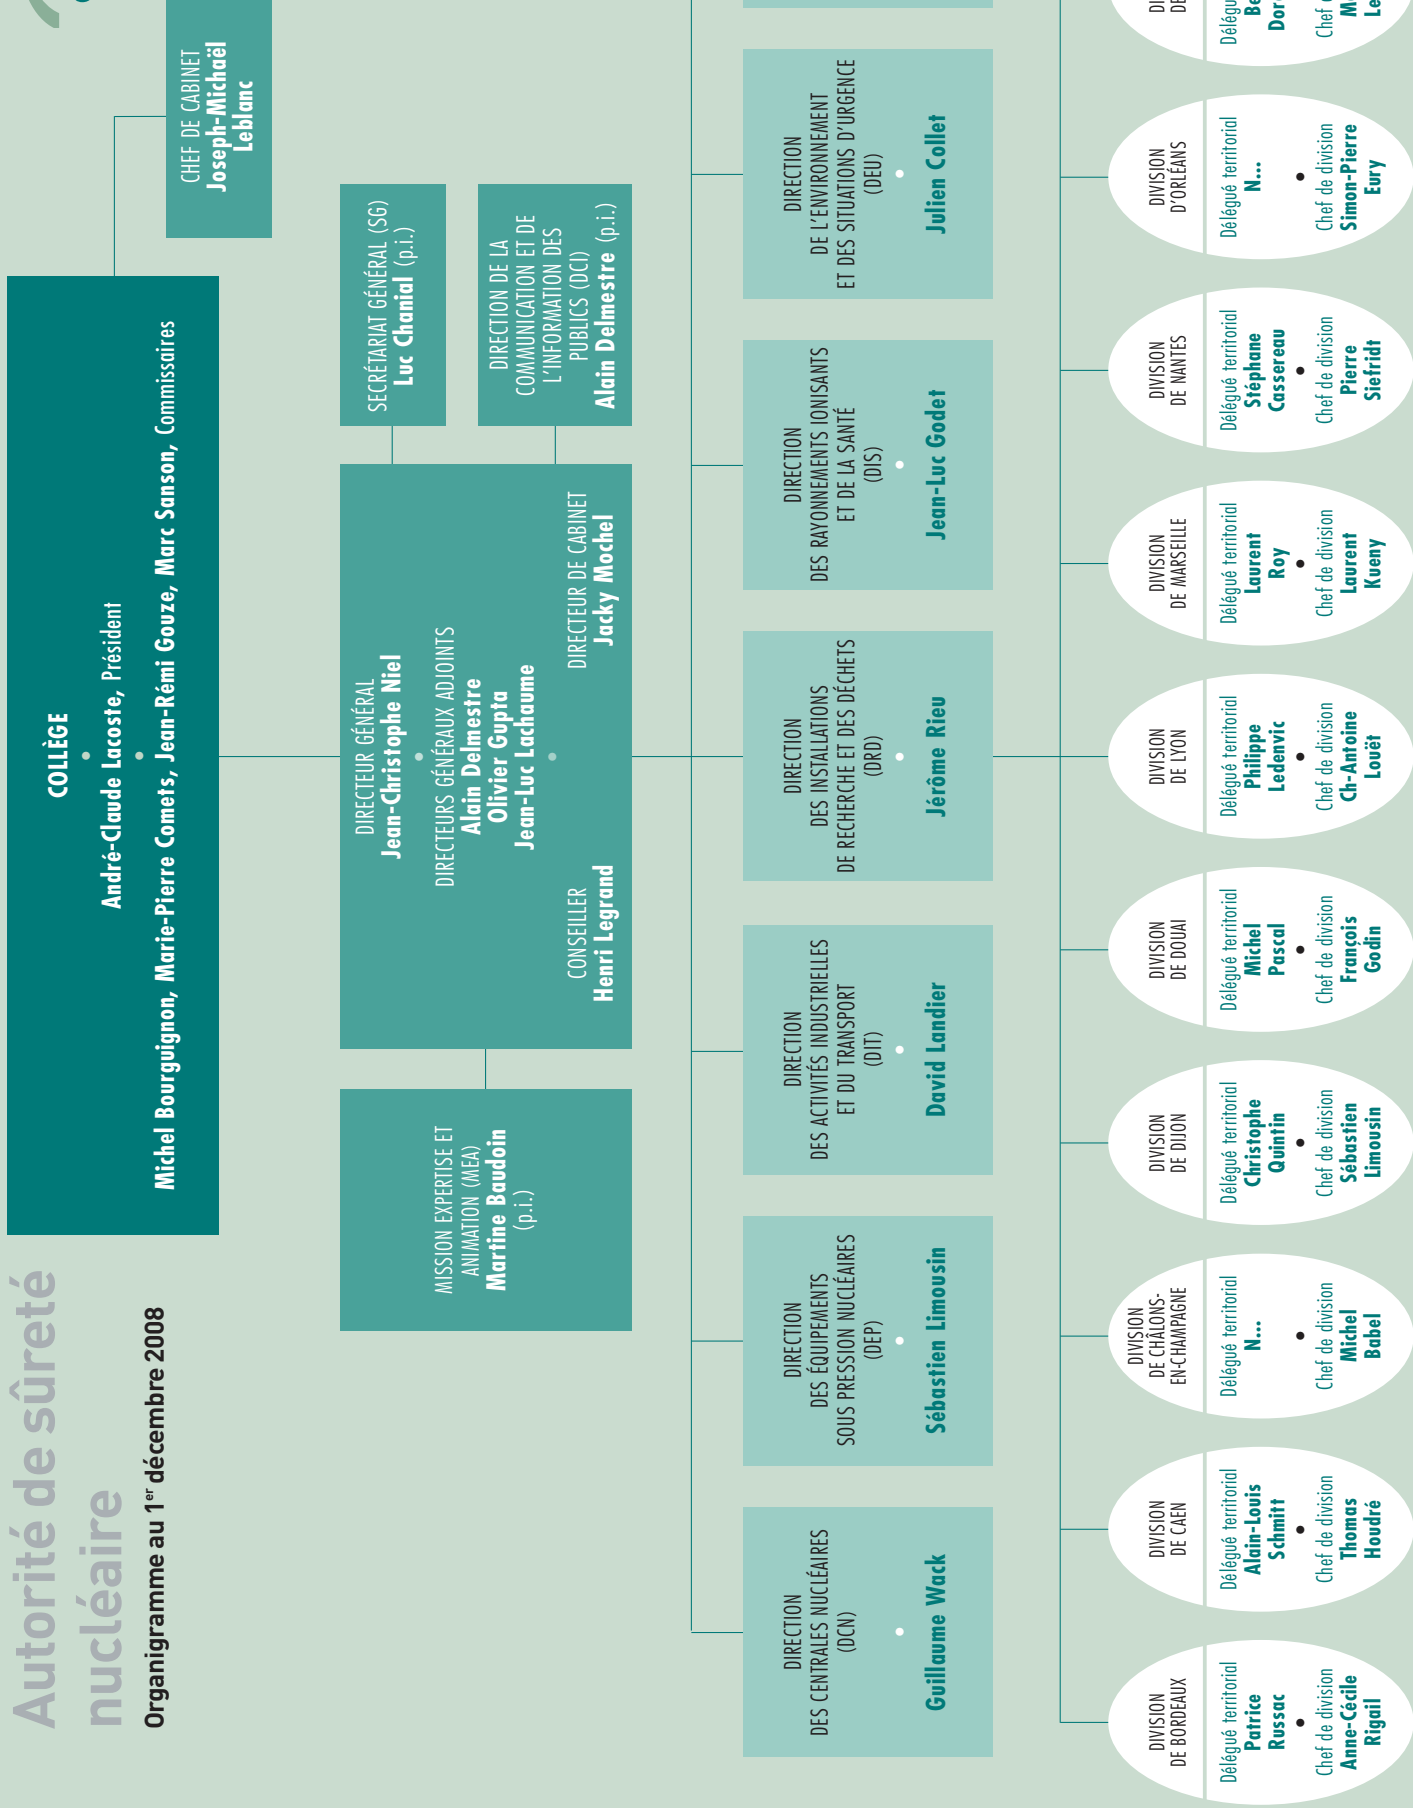 Autorité de sûreté
nucléaire
Organigramme au 1er décembre 2008
COLLÈGE
André-Claude Lacoste, Président
Michel Bourguignon, Marie-Pierre Comets, Jean-Rémi Gouze, Marc Sanson, Commissaires
CHEF DE CABINET
Joseph-Michaël
Leblanc
MISSION EXPERTISE ET
ANIMATION (MEA)
Martine Baudoin
(p.i.)
DIRECTEUR GÉNÉRAL
Jean-Christophe Niel
DIRECTEURS GÉNÉRAUX ADJOINTS
Alain Delmestre
Olivier Gupta
Jean-Luc Lachaume
CONSEILLER
Henri Legrand
DIRECTEUR DE CABINET
Jacky Mochel
SECRÉTARIAT GÉNÉRAL (SG)
Luc Chanial (p.i.)
DIRECTION DE LA
COMMUNICATION ET DE
L'INFORMATION DES
PUBLICS (DCI)
Alain Delmestre (p.i.)
DIRECTION
DES CENTRALES NUCLÉAIRES
(DCN)
Guillaume Wack
DIRECTION
DES ÉQUIPEMENTS
SOUS PRESSION NUCLÉAIRES
(DEP)
Sébastien Limousin
DIRECTION
DES ACTIVITÉS INDUSTRIELLES
ET DU TRANSPORT
(DIT)
David Landier
DIRECTION
DES INSTALLATIONS
DE RECHERCHE ET DES DÉCHETS
(DRD)
Jérôme Rieu
DIRECTION
DES RAYONNEMENTS IONISANTS
ET DE LA SANTÉ
(DIS)
Jean-Luc Godet
DIRECTION
DE L'ENVIRONNEMENT
ET DES SITUATIONS D'URGENCE
(DEU)
Julien Collet
DIVISION
DE BORDEAUX
Délégué territorial
Patrice
Russac
Chef de division
Anne-Cécile
Rigail
DIVISION
DE CAEN
Délégué territorial
Alain-Louis
Schmitt
Chef de division
Thomas
Houdré
DIVISION
DE CHÂLONS-
EN-CHAMPAGNE
Délégué territorial
N...
Chef de division
Michel
Babel
DIVISION
DE DIJON
Délégué territorial
Christophe
Quintin
Chef de division
Sébastien
Limousin
DIVISION
DE DOUAI
Délégué territorial
Michel
Pascal
Chef de division
François
Godin
DIVISION
DE LYON
Délégué territorial
Philippe
Ledenvic
Chef de division
Ch-Antoine
Louët
DIVISION
DE MARSEILLE
Délégué territorial
Laurent
Roy
Chef de division
Laurent
Kueny
DIVISION
DE NANTES
Délégué territorial
Stéphane
Cassereau
Chef de division
Pierre
Siefridt
DIVISION
D'ORLÉANS
Délégué territorial
N...
Chef de division
Simon-Pierre
Eury
Chef